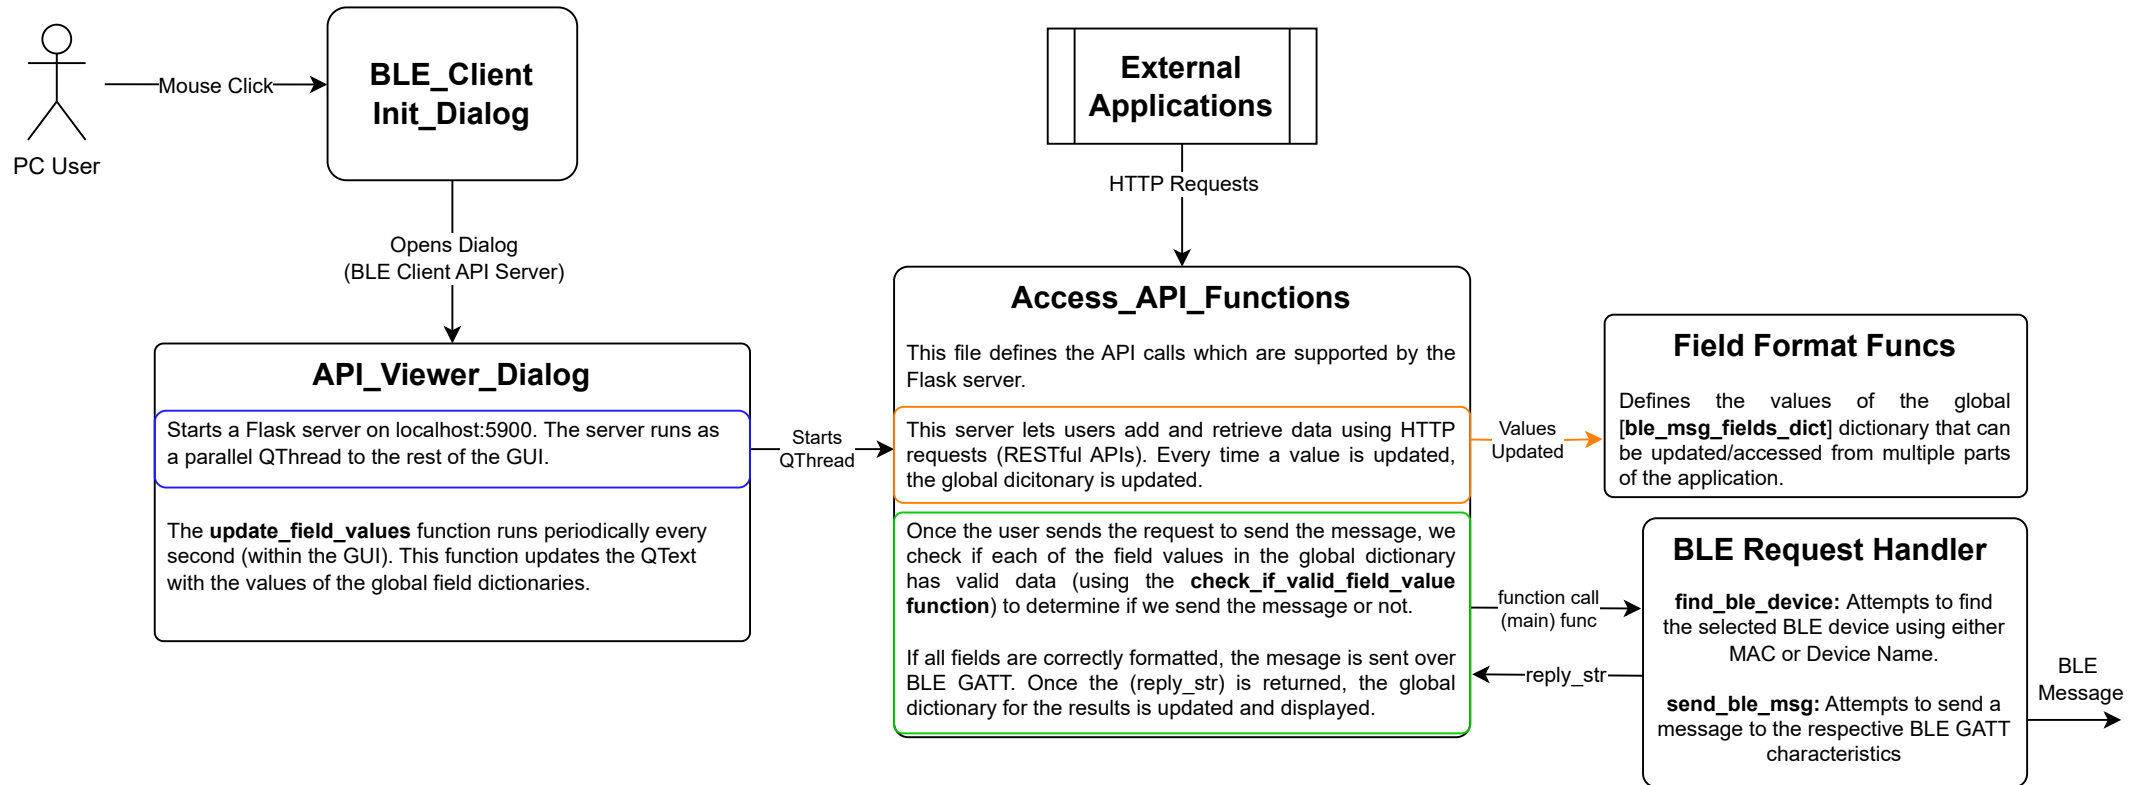 PC User
Mouse Click
BLE_Client
Init_Dialog
Opens Dialog
(BLE Client API Server)
API_Viewer_Dialog
Starts a Flask server on localhost:5900. The server runs as
a parallel QThread to the rest of the GUI.
The update_field_values function runs periodically every
second (within the GUI). This function updates the QText
with the values of the global field dictionaries.
Starts
QThread
External
Applications
HTTP Requests
Access_API_Functions
This file defines the API calls which are supported by the
Flask server.
This server lets users add and retrieve data using HTTP
requests (RESTful APIs). Every time a value is updated,
the global dicitonary is updated.
Once the user sends the request to send the message, we
check if each of the field values in the global dictionary
has valid data (using the check_if_valid_field_value
function) to determine if we send the message or not.
If all fields are correctly formatted, the mesage is sent over
BLE GATT. Once the (reply_str) is returned, the global
dictionary for the results is updated and displayed.
Values
Updated
Field Format Funcs
Defines the values of the global
[ble_msg_fields_dict] dictionary that can
be updated/accessed from multiple parts
of the application.
function call
(main) func
reply_str
BLE Request Handler
find_ble_device: Attempts to find
the selected BLE device using either
MAC or Device Name.
send_ble_msg: Attempts to send a
message to the respective BLE GATT
characteristics
BLE
Message